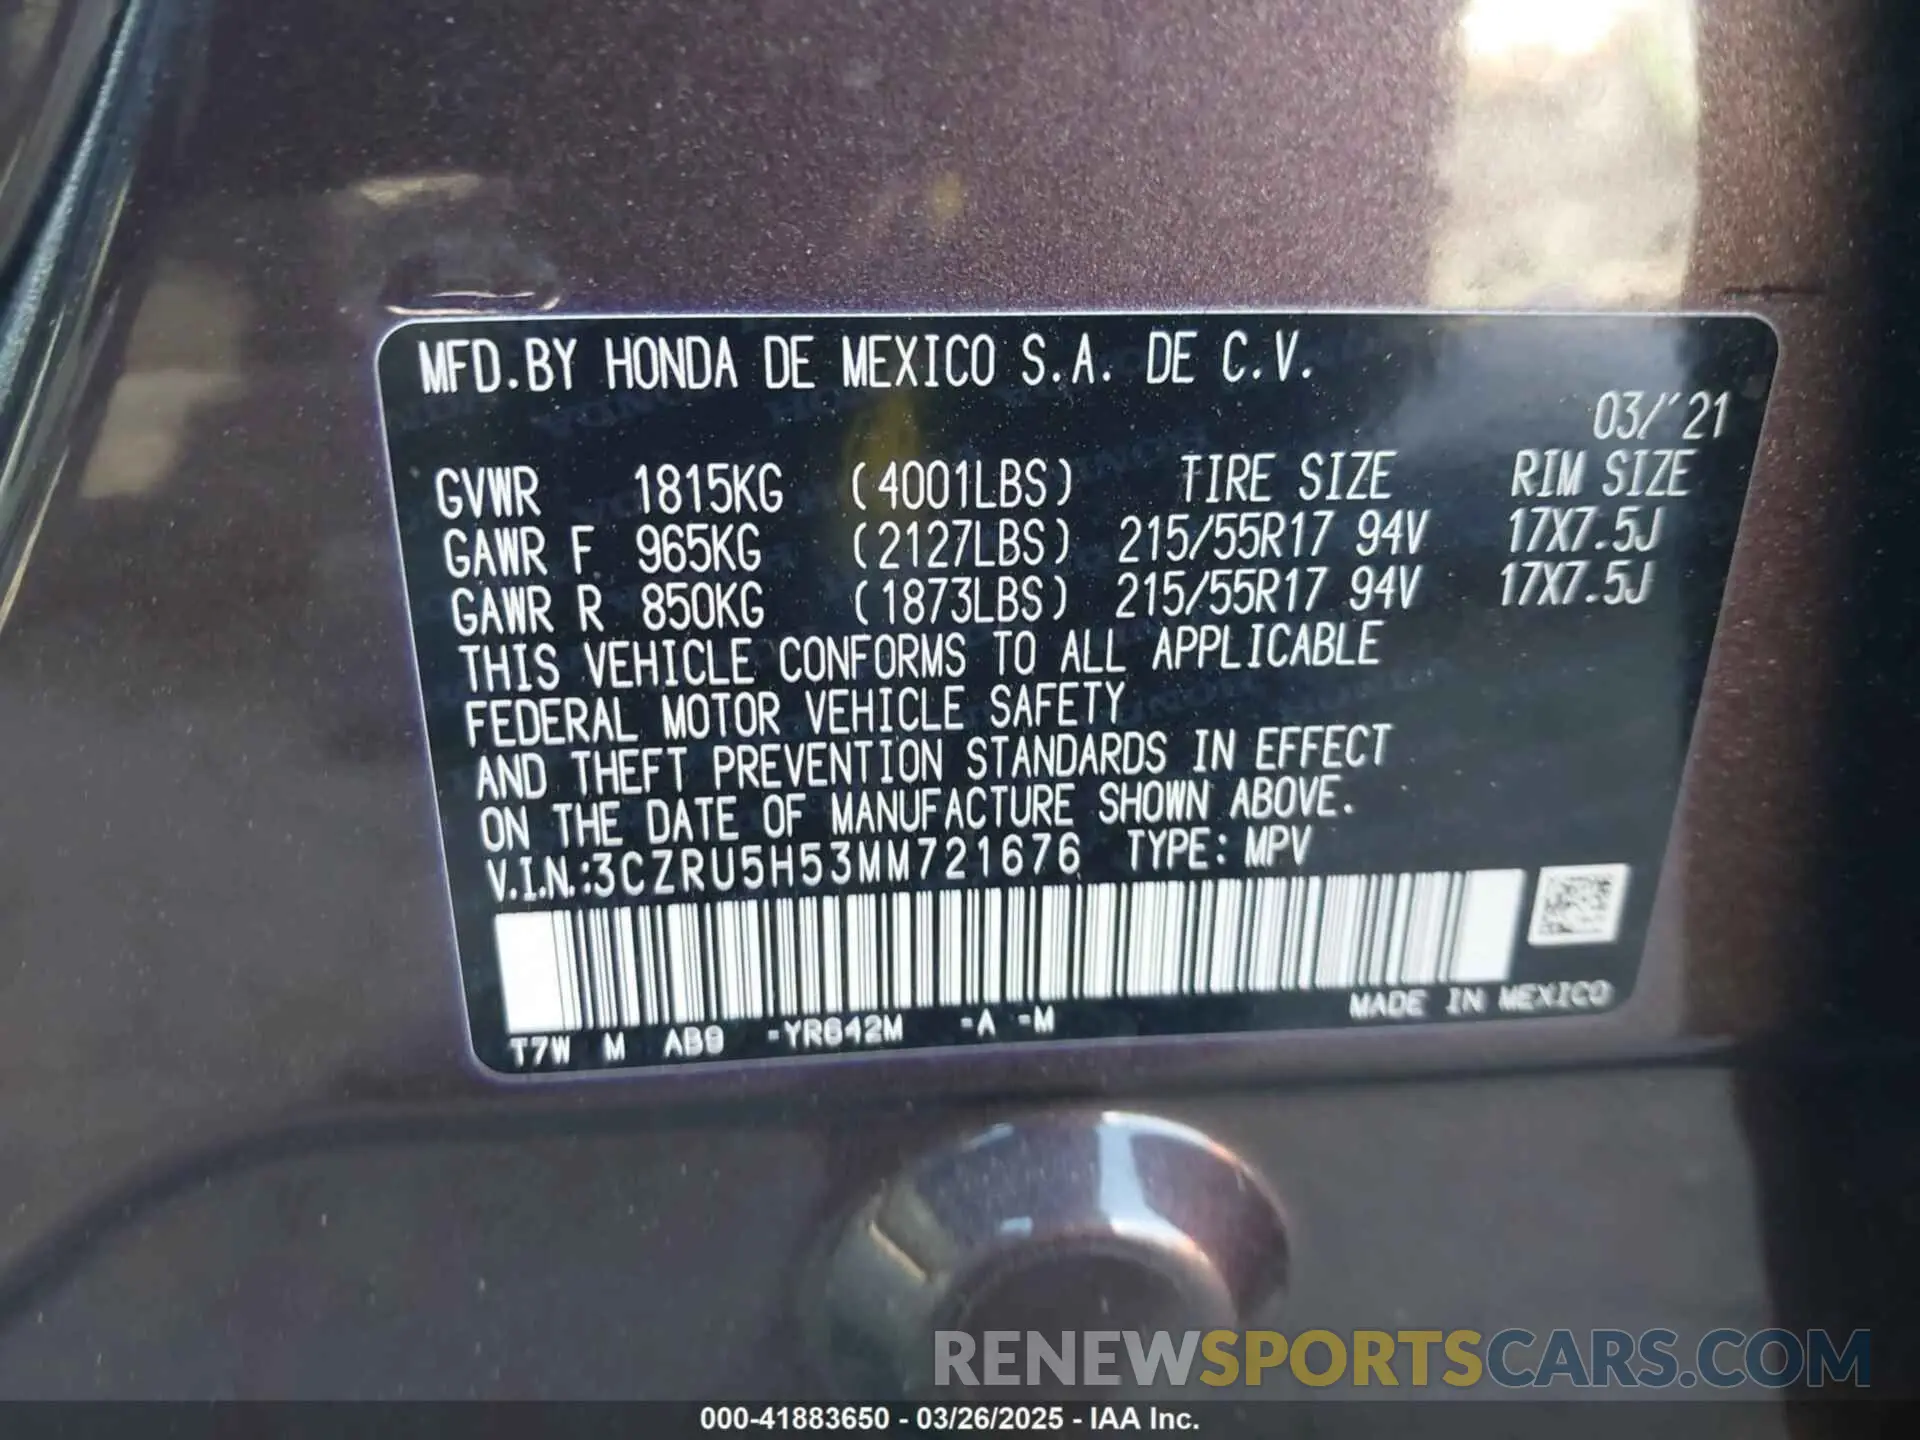 MFD.BY HONDA DE MEXICO S.A. DE C.V.
03/'21
GVWR 1815KG (4001LBS) TIRE SIZE RIM SIZE
GAWR F 965KG (2127LBS) 215/55R17 94V 17X7.5J
GAWR R 850KG (1873LBS) 215/55R17 94V 17X7.5J
THIS VEHICLE CONFORMS TO ALL APPLICABLE
FEDERAL MOTOR VEHICLE SAFETY
AND THEFT PREVENTION STANDARDS IN EFFECT
ON THE DATE OF MANUFACTURE SHOWN ABOVE.
V.I.N.:3CZRU5H53MM721676 TYPE: MPV
MADE IN MEXICO
T7W M AB9 -YR642M -A -M
RENEWSPORTSCARS.COM
000-41883650 - 03/26/2025 - IAA Inc.